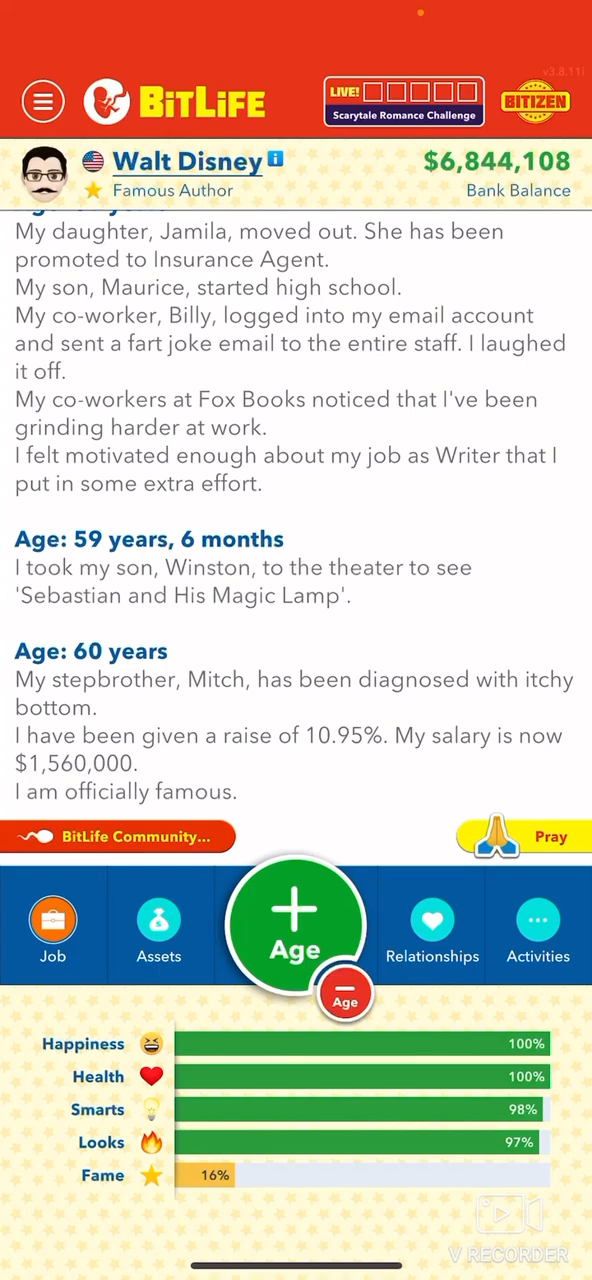 v3.8.11i
BITLIFE
LIVE!
Scarytale Romance Challenge
BITIZEN
Walt Disney i
$6,844,108
Famous Author
Bank Balance
My daughter, Jamila, moved out. She has been
promoted to Insurance Agent.
My son, Maurice, started high school.
My co-worker, Billy, logged into my email account
and sent a fart joke email to the entire staff. I laughed
it off.
My co-workers at Fox Books noticed that I've been
grinding harder at work.
I felt motivated enough about my job as Writer that I
put in some extra effort.
Age: 59 years, 6 months
I took my son, Winston, to the theater to see
'Sebastian and His Magic Lamp'.
Age: 60 years
My stepbrother, Mitch, has been diagnosed with itchy
bottom.
I have been given a raise of 10.95%. My salary is now
$1,560,000.
I am officially famous.
BitLife Community...
Pray
Job
Assets
Age
Age
Relationships
Activities
Happiness 100%
Health 100%
Smarts 98%
Looks 97%
Fame 16%
V RECORDER